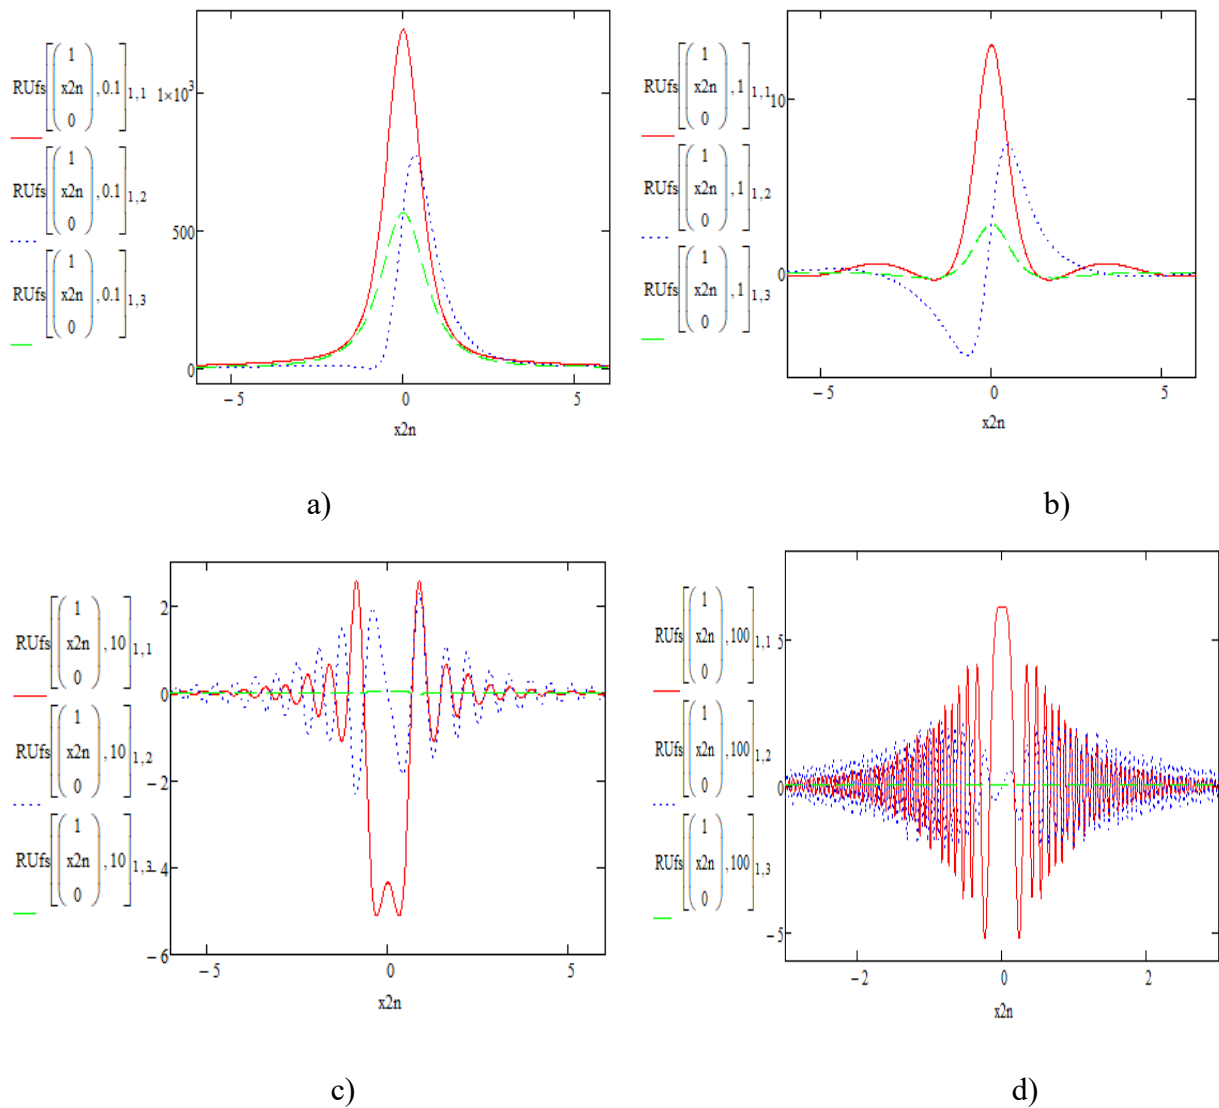 RUfs[(1 x2n 0), 0.1]1,1
RUfs[(1 x2n 0), 0.1]1,2
RUfs[(1 x2n 0), 0.1]1,3
1×10³
500
0
−5
0
5
x2n
a)
RUfs[(1 x2n 0), 1]1,1
RUfs[(1 x2n 0), 1]1,2
RUfs[(1 x2n 0), 1]1,3
10
0
−5
0
5
x2n
b)
RUfs[(1 x2n 0), 10]1,1
RUfs[(1 x2n 0), 10]1,2
RUfs[(1 x2n 0), 10]1,3
2
0
−2
−4
−6
−5
0
5
x2n
c)
RUfs[(1 x2n 0), 100]1,1
RUfs[(1 x2n 0), 100]1,2
RUfs[(1 x2n 0), 100]1,3
5
0
−5
−2
0
2
x2n
d)